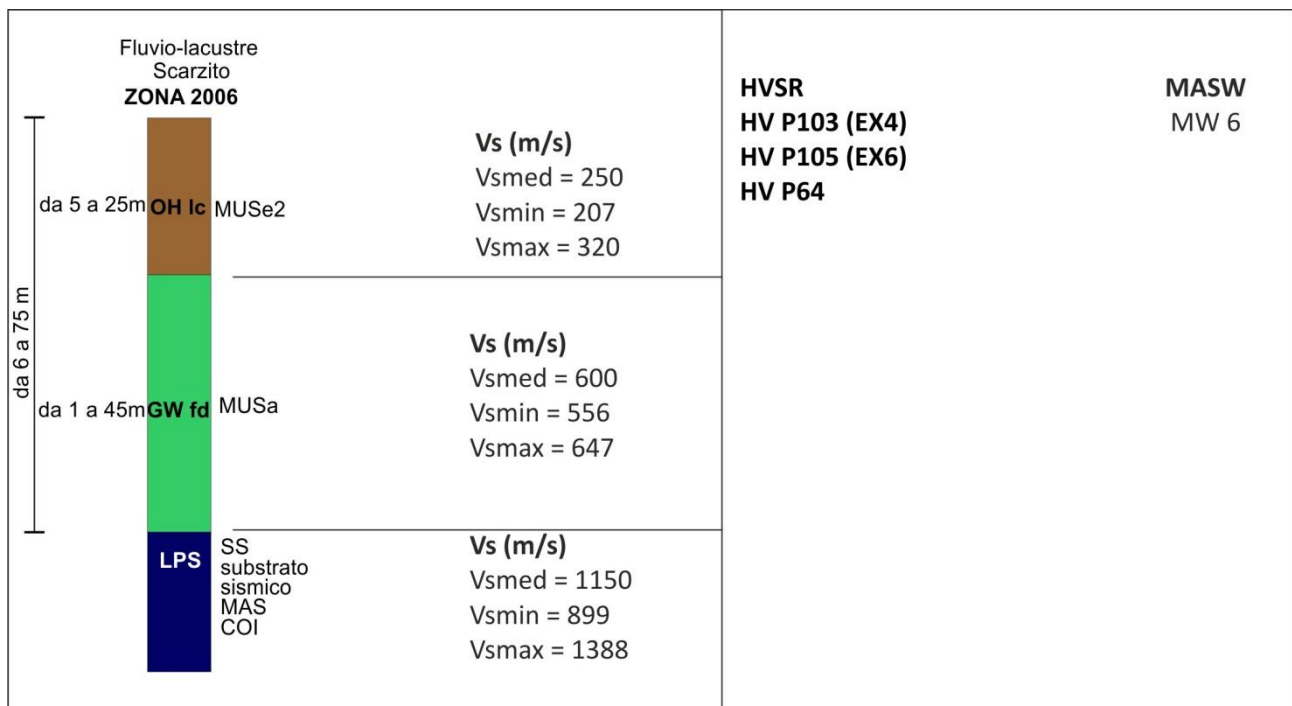 Fluvio-lacustre
Scarzito
ZONA 2006
da 6 a 75 m
da 5 a 25m
OH lc
MUSe2
Vs (m/s)
Vsmed = 250
Vsmin = 207
Vsmax = 320
da 1 a 45m
GW fd
MUSa
Vs (m/s)
Vsmed = 600
Vsmin = 556
Vsmax = 647
LPS
SS
substrato
sismico
MAS
COI
Vs (m/s)
Vsmed = 1150
Vsmin = 899
Vsmax = 1388
HVSR
HV P103 (EX4)
HV P105 (EX6)
HV P64
MASW
MW 6